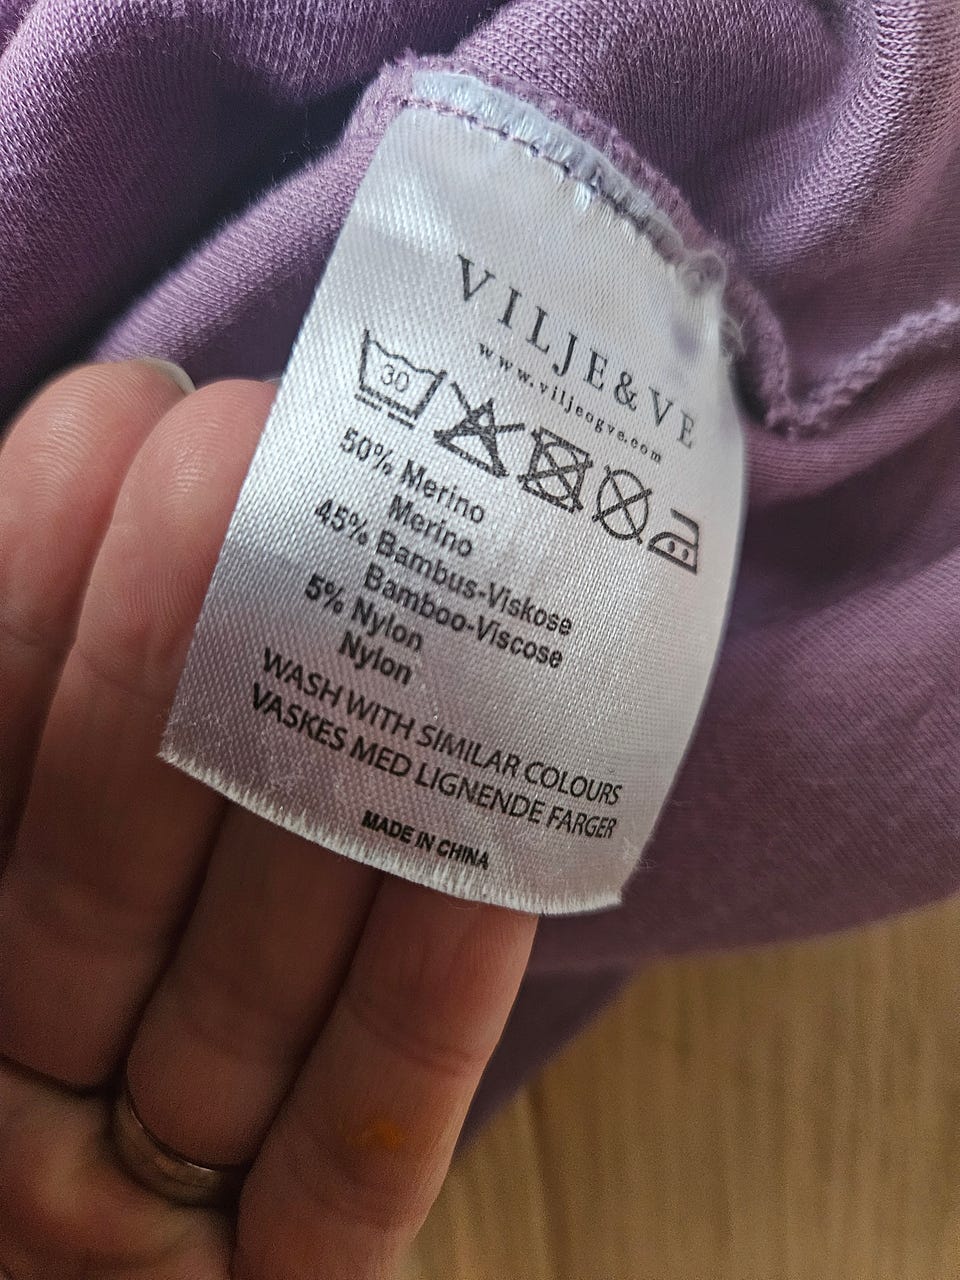 VILJE&VE
www.viljeogve.com
30
50% Merino
Merino
45% Bambus-Viskose
Bamboo-Viscose
5% Nylon
Nylon
WASH WITH SIMILAR COLOURS
VASKES MED LIGNENDE FARGER
MADE IN CHINA